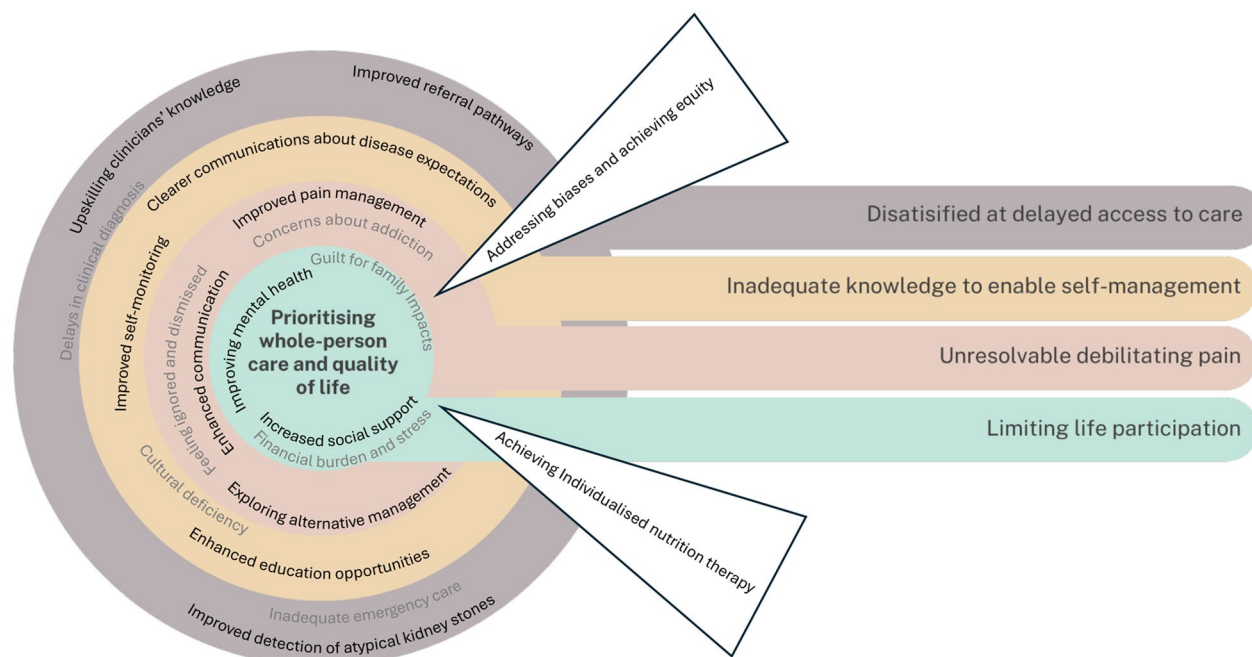 Improved referral pathways
Upskilling clinicians' knowledge
Delays in clinical diagnosis
Inadequate emergency care
Improved detection of atypical kidney stones
Clearer communications about disease expectations
Improved self-monitoring
Cultural deficiency
Enhanced education opportunities
Improved pain management
Concerns about addiction
Feeling ignored and dismissed
Enhanced communication
Exploring alternative management
Guilt for family Impacts
Improving mental health
Prioritising
whole-person
care and quality
of life
Increased social support
Financial burden and stress
Addressing biases and achieving equity
Achieving Individualised nutrition therapy
Disatisified at delayed access to care
Inadequate knowledge to enable self-management
Unresolvable debilitating pain
Limiting life participation